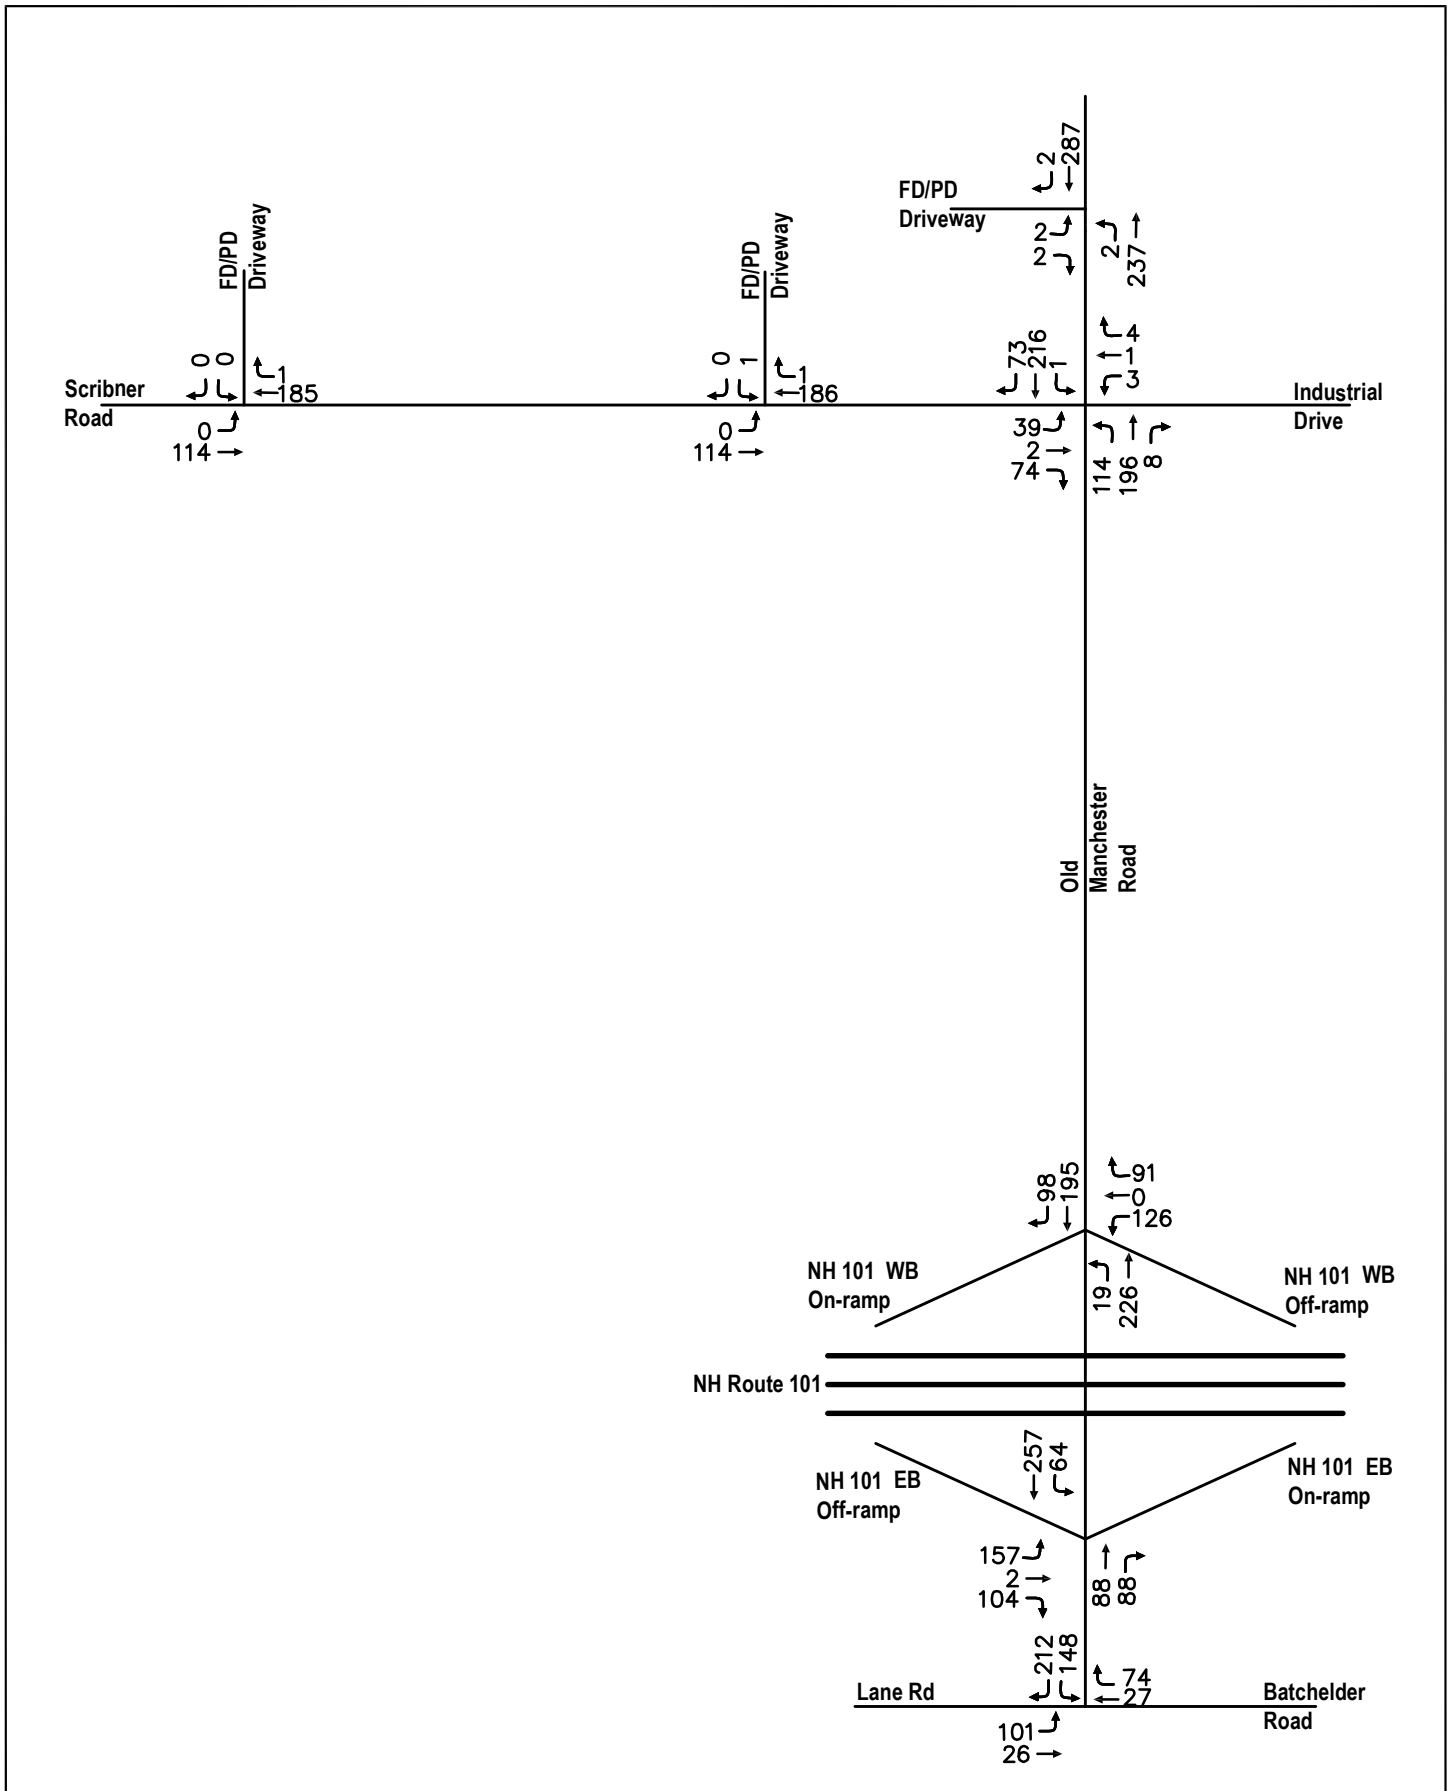 2
287
FD/PD
Driveway
2
2
2
237
FD/PD
Driveway
FD/PD
Driveway
0
0
1
185
0
1
1
186
73
216
1
4
1
3
Scribner
Road
Industrial
Drive
0
114
0
114
39
2
74
114
196
8
Old
Manchester
Road
98
195
91
0
126
NH 101 WB
On-ramp
19
226
NH 101 WB
Off-ramp
NH Route 101
257
64
NH 101 EB
Off-ramp
NH 101 EB
On-ramp
157
2
104
88
88
212
148
74
27
Lane Rd
Batchelder
Road
101
26